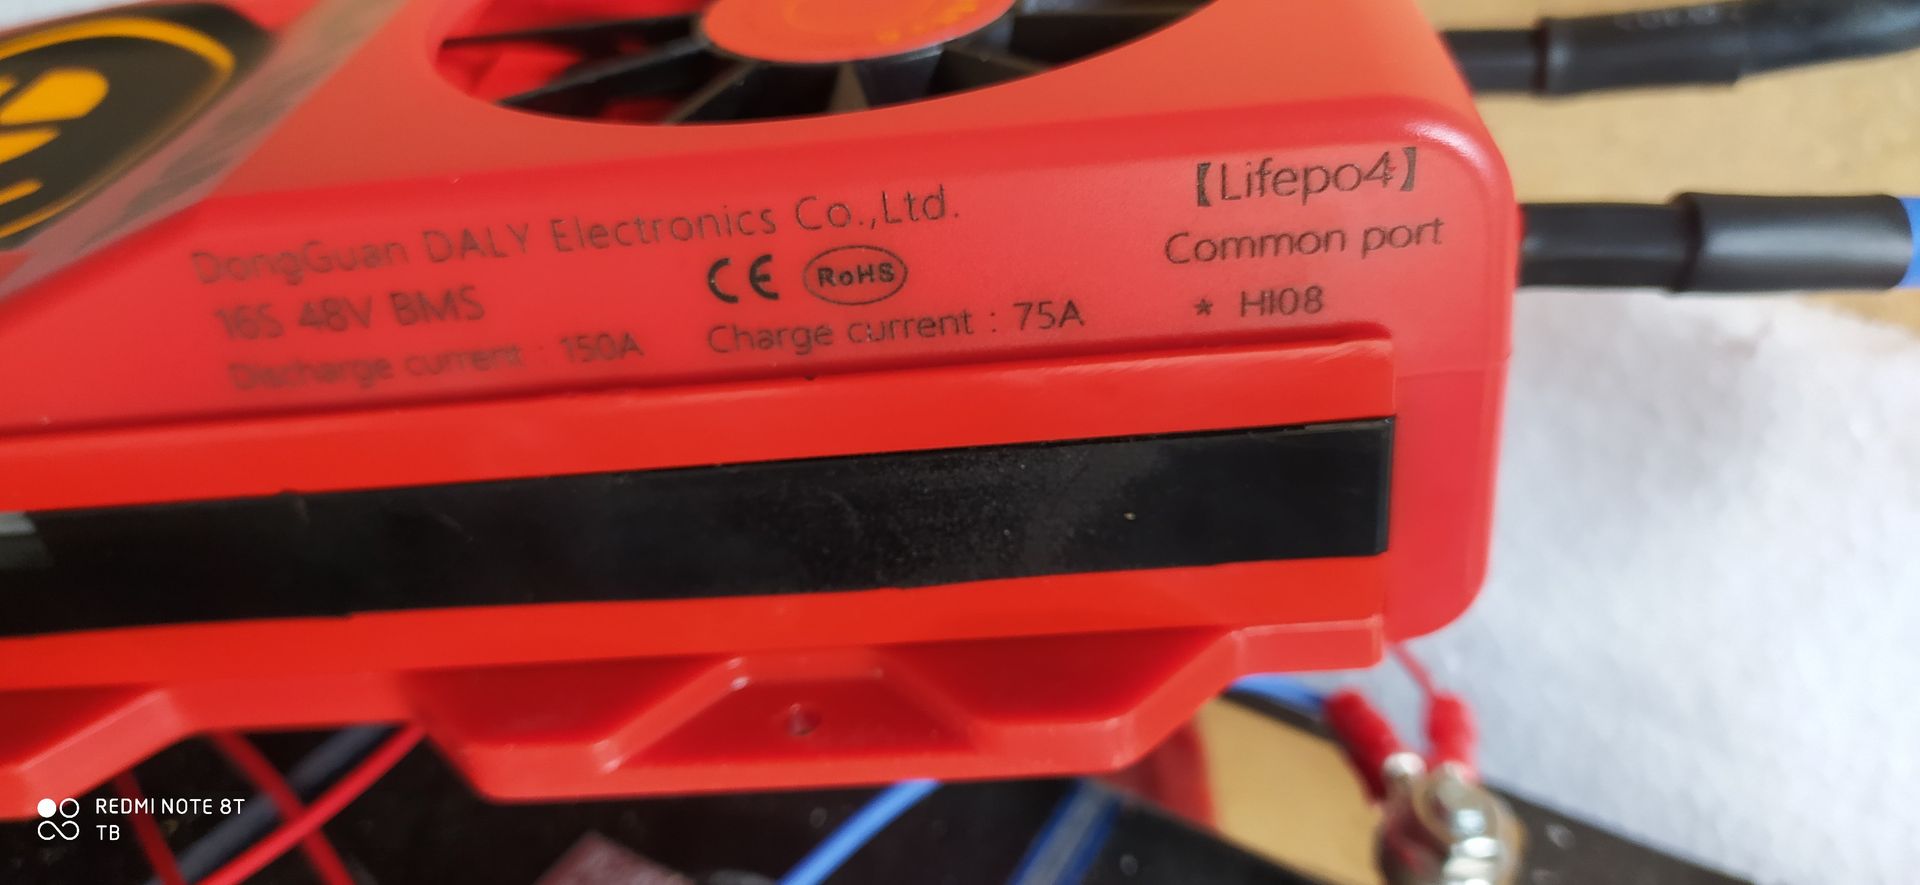 DongGuan DALY Electronics Co.,Ltd.
16S 48V BMS
CE RoHS
Discharge current : 150A
Charge current : 75A
【Lifepo4】
Common port
* HI08
REDMI NOTE 8T
TB